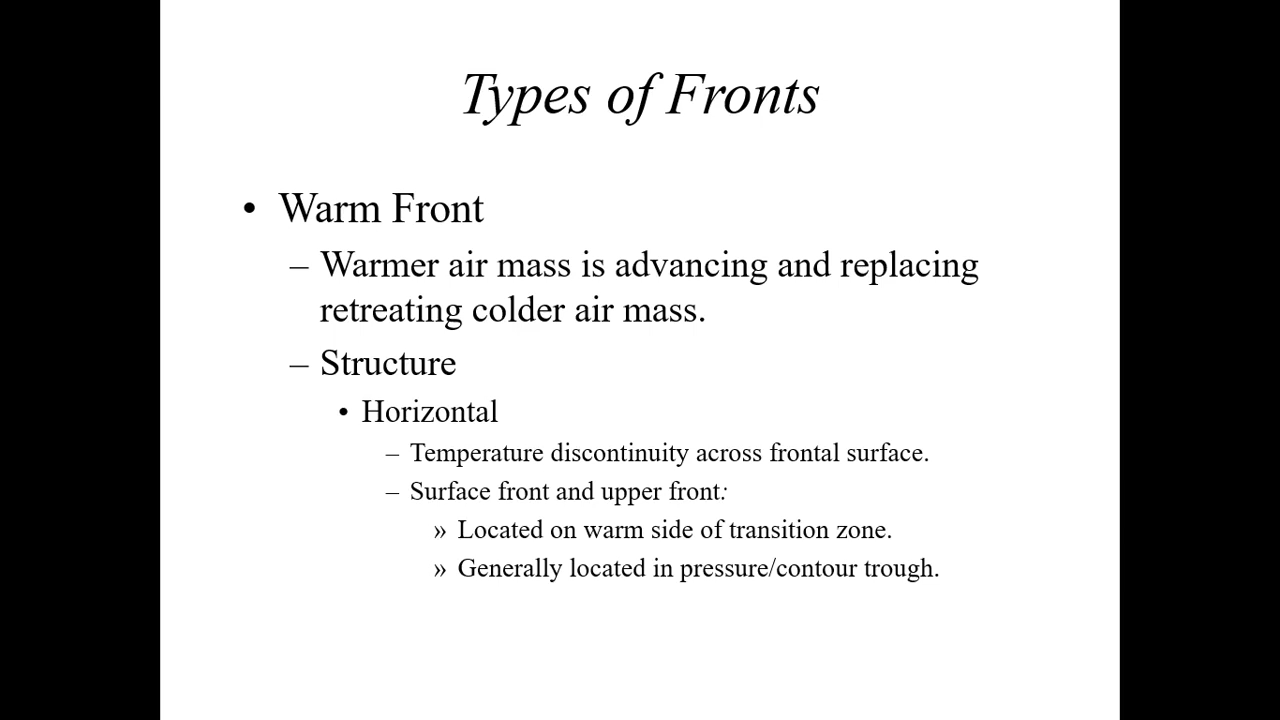 Types of Fronts
• Warm Front
– Warmer air mass is advancing and replacing
retreating colder air mass.
– Structure
• Horizontal
– Temperature discontinuity across frontal surface.
– Surface front and upper front:
» Located on warm side of transition zone.
» Generally located in pressure/contour trough.